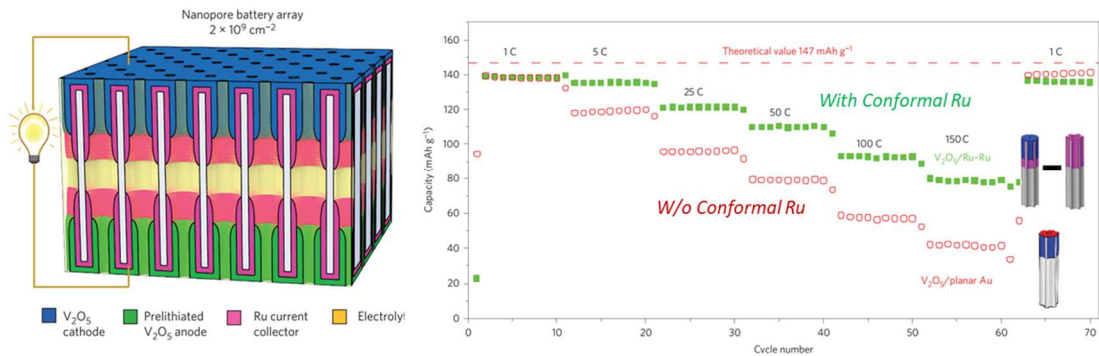 Nanopore battery array
2 × 10⁹ cm⁻²
V₂O₅
cathode
Prelithiated
V₂O₅ anode
Ru current
collector
Electrolyt
160
140
120
100
80
60
40
20
0
Capacity (mAh g⁻¹)
Theoretical value 147 mAh g⁻¹
1 C
5 C
25 C
50 C
100 C
150 C
1 C
With Conformal Ru
V₂O₅/Ru–Ru
W/o Conformal Ru
V₂O₅/planar Au
0
10
20
30
40
50
60
70
Cycle number